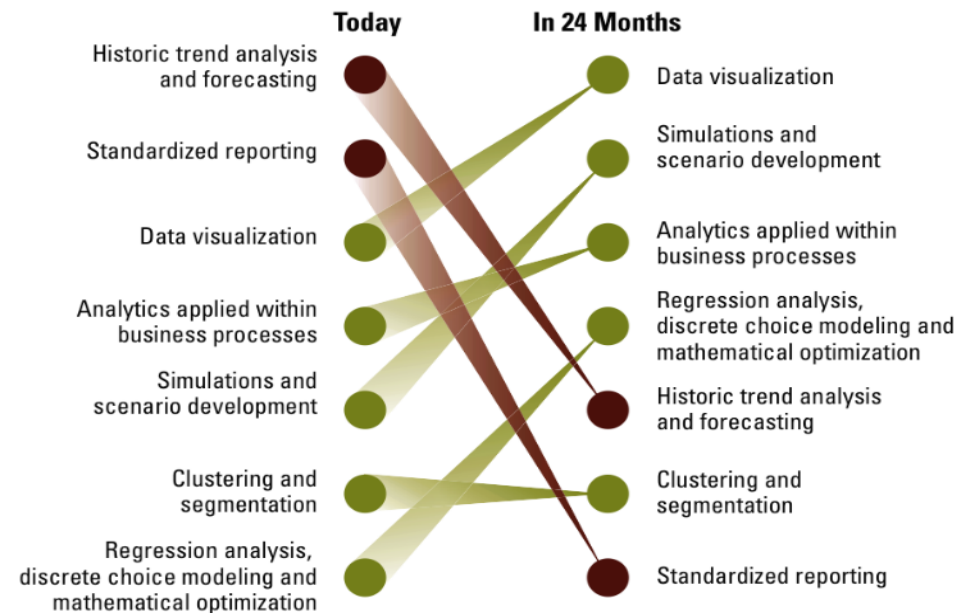 Today
In 24 Months
Historic trend analysis
and forecasting
Standardized reporting
Data visualization
Analytics applied within
business processes
Simulations and
scenario development
Clustering and
segmentation
Regression analysis,
discrete choice modeling and
mathematical optimization
Data visualization
Simulations and
scenario development
Analytics applied within
business processes
Regression analysis,
discrete choice modeling and
mathematical optimization
Historic trend analysis
and forecasting
Clustering and
segmentation
Standardized reporting